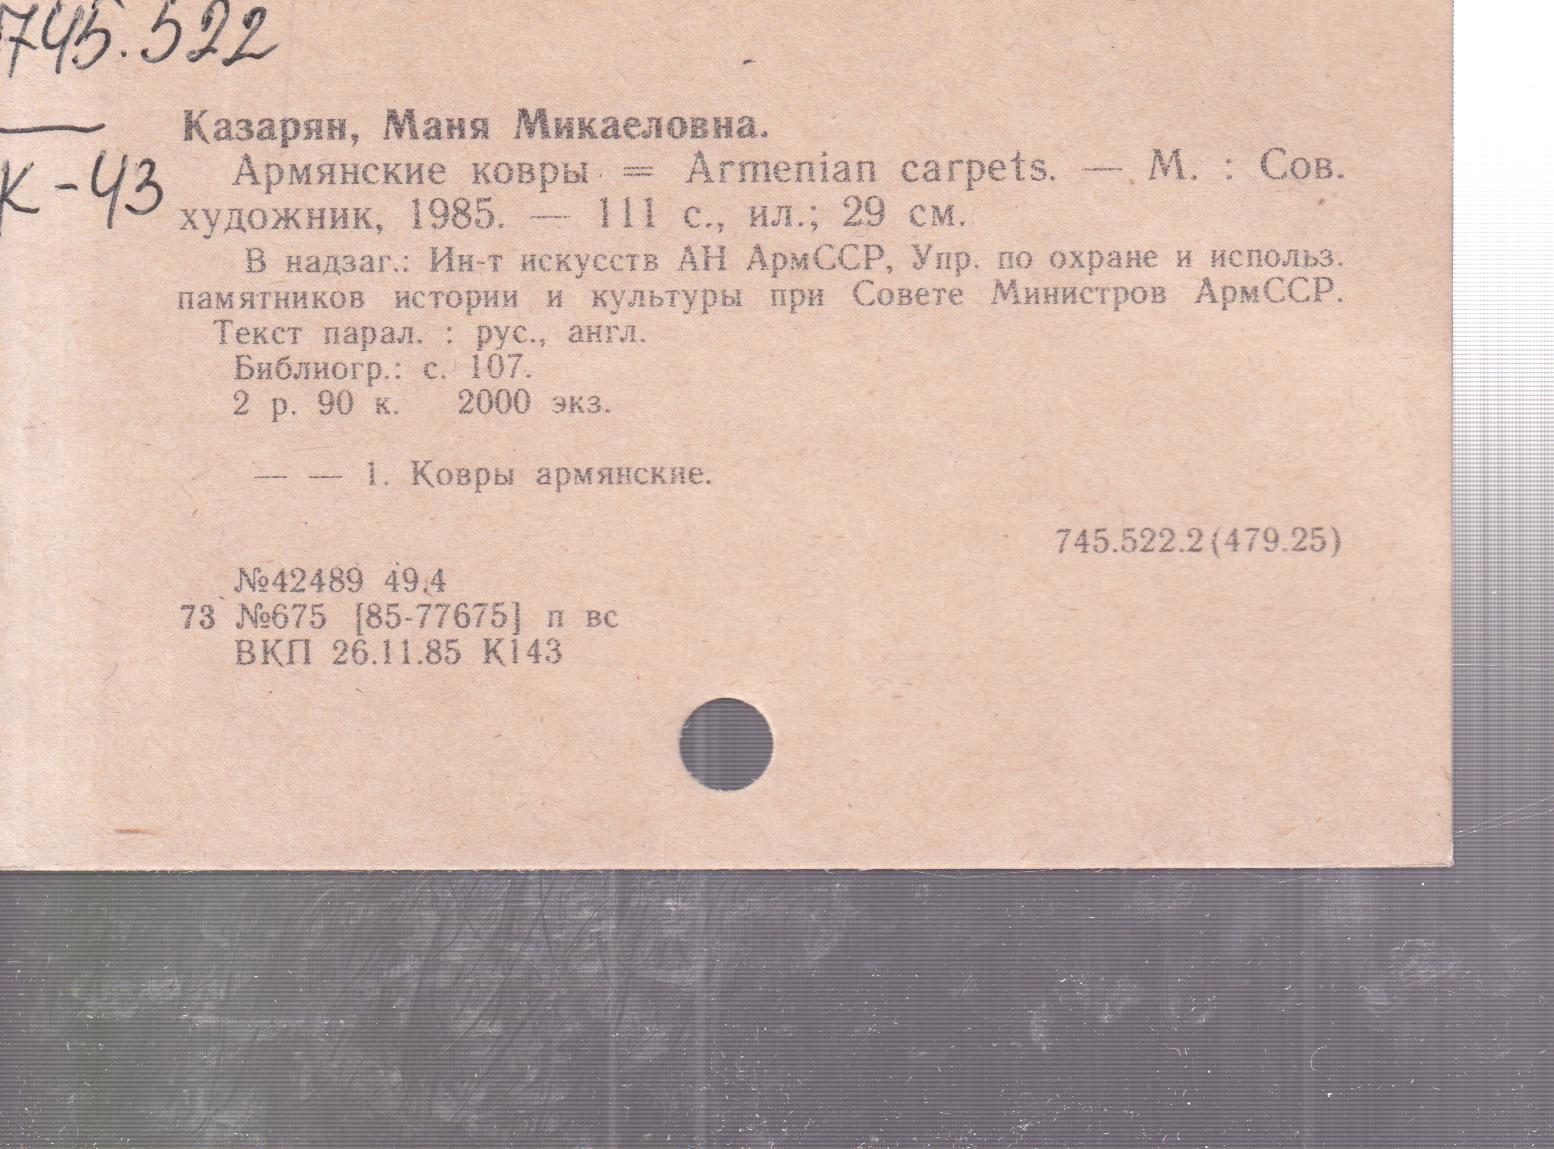 745.522
К-43
Казарян, Маня Микаеловна.
Армянские ковры = Armenian carpets. — М. : Сов.
художник, 1985. — 111 с., ил.; 29 см.
В надзаг.: Ин-т искусств АН АрмССР, Упр. по охране и использ.
памятников истории и культуры при Совете Министров АрмССР.
Текст парал. : рус., англ.
Библиогр.: с. 107.
2 р. 90 к. 2000 экз.
— — 1. Ковры армянские.
745.522.2(479.25)
№42489 49.4
73 №675 [85-77675] п вс
ВКП 26.11.85 К143